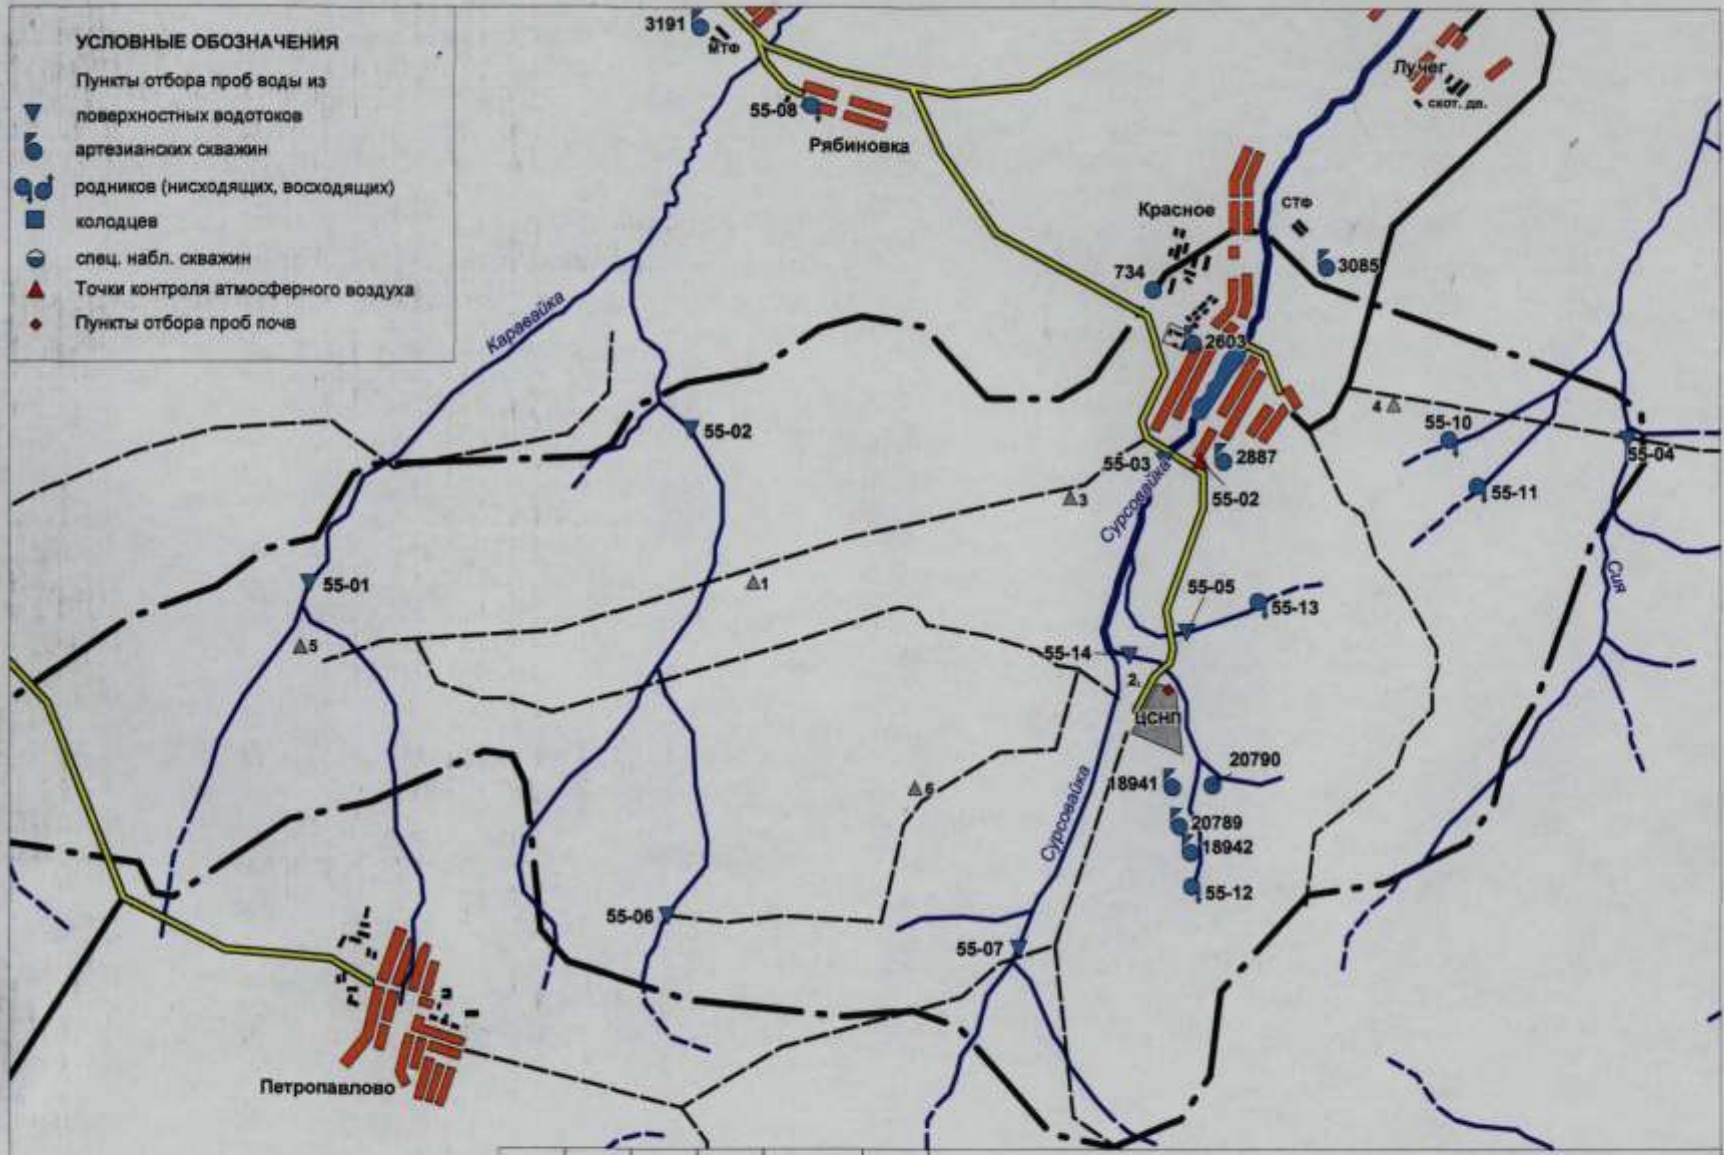 УСЛОВНЫЕ ОБОЗНАЧЕНИЯ
Пункты отбора проб воды из
поверхностных водотоков
артезианских скважин
родников (нисходящих, восходящих)
колодцев
спец. набл. скважин
Точки контроля атмосферного воздуха
Пункты отбора проб почв
3191
МТФ
55-08
Рябиновка
Лучег
скот. дв.
Красное
СТФ
734
3085
2603
Каравайка
4
55-10
55-02
55-03
2887
55-04
55-02
55-11
3
Сурсовайка
55-01
1
55-05
Сия
55-13
5
55-14
2
ЦСНП
20790
18941
6
20789
Сурсовайка
18942
55-12
55-06
55-07
Петропавлово